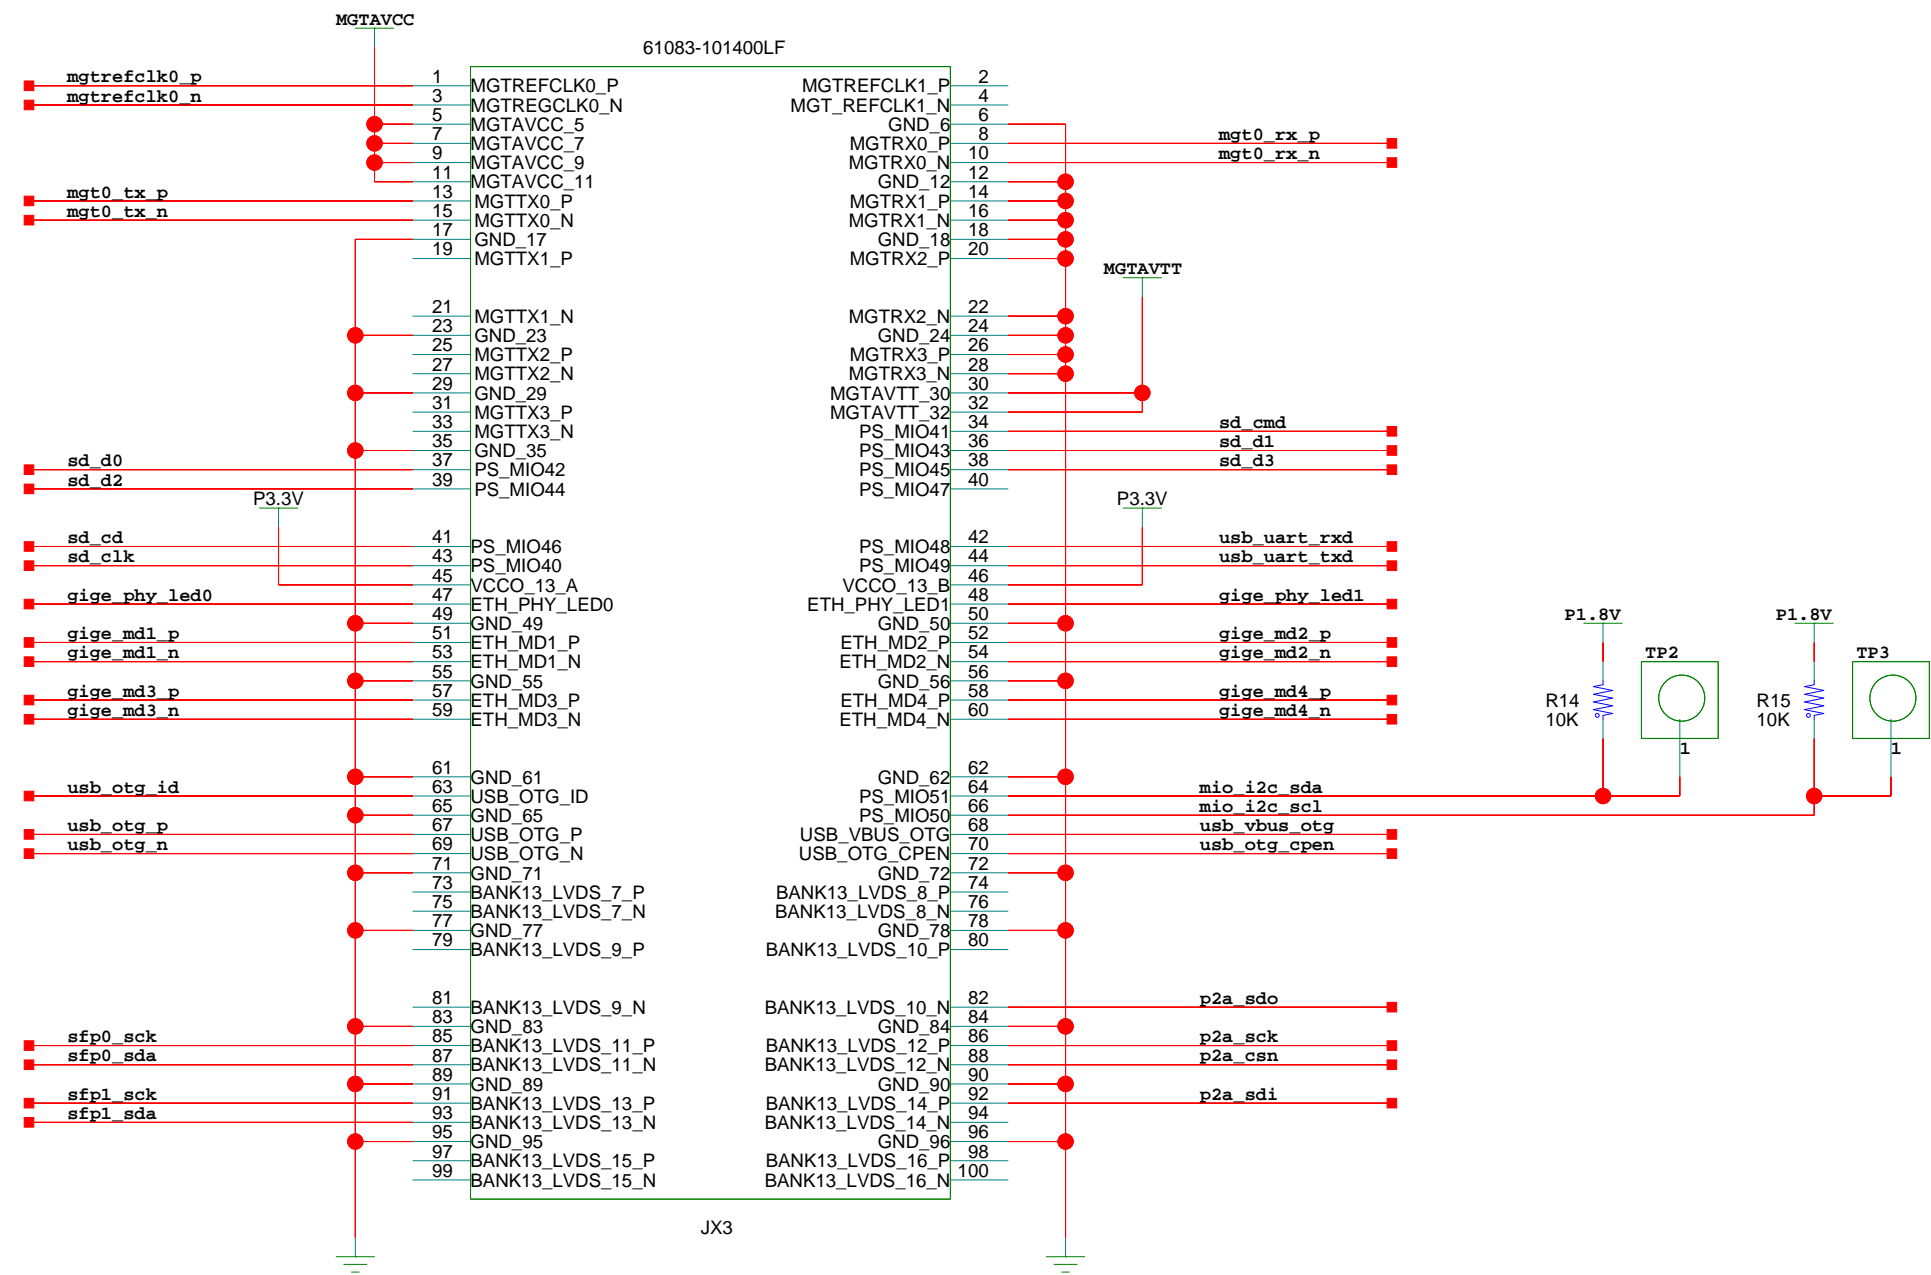 MGTAVCC
61083-101400LF
mgtrefclk0_p 1 MGTREFCLK0_P MGTREFCLK1_P 2
mgtrefclk0_n 3 MGTREGCLK0_N MGT_REFCLK1_N 4
5 MGTAVCC_5 GND_6 6
7 MGTAVCC_7 MGTRX0_P 8 mgt0_rx_p
9 MGTAVCC_9 MGTRX0_N 10 mgt0_rx_n
11 MGTAVCC_11 GND_12 12
mgt0_tx_p 13 MGTTX0_P MGTRX1_P 14
mgt0_tx_n 15 MGTTX0_N MGTRX1_N 16
17 GND_17 GND_18 18
19 MGTTX1_P MGTRX2_P 20
MGTAVTT
21 MGTTX1_N MGTRX2_N 22
23 GND_23 GND_24 24
25 MGTTX2_P MGTRX3_P 26
27 MGTTX2_N MGTRX3_N 28
29 GND_29 MGTAVTT_30 30
31 MGTTX3_P MGTAVTT_32 32
33 MGTTX3_N PS_MIO41 34 sd_cmd
35 GND_35 PS_MIO43 36 sd_d1
sd_d0 37 PS_MIO42 PS_MIO45 38 sd_d3
sd_d2 39 PS_MIO44 PS_MIO47 40
P3.3V P3.3V
sd_cd 41 PS_MIO46 PS_MIO48 42 usb_uart_rxd
sd_clk 43 PS_MIO40 PS_MIO49 44 usb_uart_txd
45 VCCO_13_A VCCO_13_B 46
gige_phy_led0 47 ETH_PHY_LED0 ETH_PHY_LED1 48 gige_phy_led1
49 GND_49 GND_50 50
P1.8V P1.8V
gige_md1_p 51 ETH_MD1_P ETH_MD2_P 52 gige_md2_p
gige_md1_n 53 ETH_MD1_N ETH_MD2_N 54 gige_md2_n
TP2 TP3
55 GND_55 GND_56 56
gige_md3_p 57 ETH_MD3_P ETH_MD4_P 58 gige_md4_p
R14 R15
gige_md3_n 59 ETH_MD3_N ETH_MD4_N 60 gige_md4_n
10K 10K
1 1
61 GND_61 GND_62 62
usb_otg_id 63 USB_OTG_ID PS_MIO51 64 mio_i2c_sda
65 GND_65 PS_MIO50 66 mio_i2c_scl
usb_otg_p 67 USB_OTG_P USB_VBUS_OTG 68 usb_vbus_otg
usb_otg_n 69 USB_OTG_N USB_OTG_CPEN 70 usb_otg_cpen
71 GND_71 GND_72 72
73 BANK13_LVDS_7_P BANK13_LVDS_8_P 74
75 BANK13_LVDS_7_N BANK13_LVDS_8_N 76
77 GND_77 GND_78 78
79 BANK13_LVDS_9_P BANK13_LVDS_10_P 80
81 BANK13_LVDS_9_N BANK13_LVDS_10_N 82 p2a_sdo
83 GND_83 GND_84 84
sfp0_sck 85 BANK13_LVDS_11_P BANK13_LVDS_12_P 86 p2a_sck
sfp0_sda 87 BANK13_LVDS_11_N BANK13_LVDS_12_N 88 p2a_csn
89 GND_89 GND_90 90
sfp1_sck 91 BANK13_LVDS_13_P BANK13_LVDS_14_P 92 p2a_sdi
sfp1_sda 93 BANK13_LVDS_13_N BANK13_LVDS_14_N 94
95 GND_95 GND_96 96
97 BANK13_LVDS_15_P BANK13_LVDS_16_P 98
99 BANK13_LVDS_15_N BANK13_LVDS_16_N 100
JX3